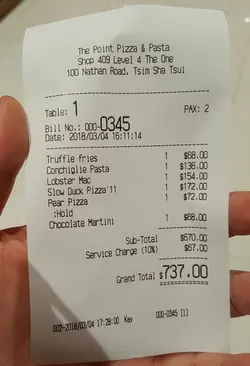 The Point Pizza & Pasta
Shop 409 Level 4 The One
100 Nathan Road, Tsim Sha Tsui
Table: 1 PAX: 2
Bill No.: 000-0345
Date: 2018/03/04 16:11:14
Truffle fries 1 $68.00
Conchiglie Pasta 1 $136.00
Lobster Mac 1 $154.00
Slow Duck Pizza'11 1 $172.00
Pear Pizza 1 $72.00
:Hold
Chocolate Martini 1 $68.00
Sub-Total $670.00
Service Charge (10%) $67.00
Grand Total $737.00
002-2018/03/04 17:28:00 Kay 000-0345 [1]